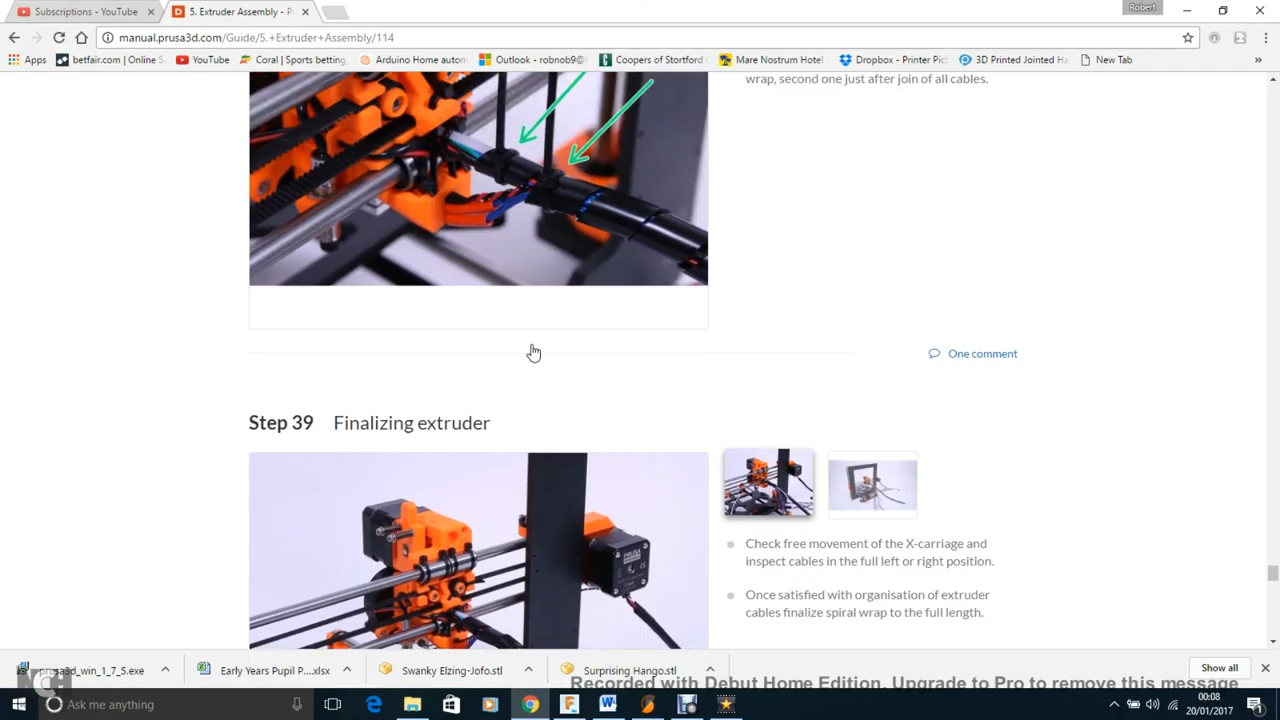 Subscriptions - YouTube
5. Extruder Assembly - P
Robert
manual.prusa3d.com/Guide/5.+Extruder+Assembly/114
Apps
betfair.com | Online S
YouTube
Coral | Sports betting
Arduino Home autom
Outlook - robnob9@
Coopers of Stortford
Mare Nostrum Hotel
Dropbox - Printer Pict
3D Printed Jointed Ha
New Tab
»
wrap, second one just after join of all cables.
One comment
Step 39 Finalizing extruder
Check free movement of the X-carriage and
inspect cables in the full left or right position.
Once satisfied with organisation of extruder
cables finalize spiral wrap to the full length.
PRUSA
prusa3d_win_1_7_5.exe
Early Years Pupil P....xlsx
Swanky Elzing-Jofo.stl
Surprising Hango.stl
Show all
Recorded with Debut Home Edition. Upgrade to Pro to remove this message
Ask me anything
00:08
20/01/2017